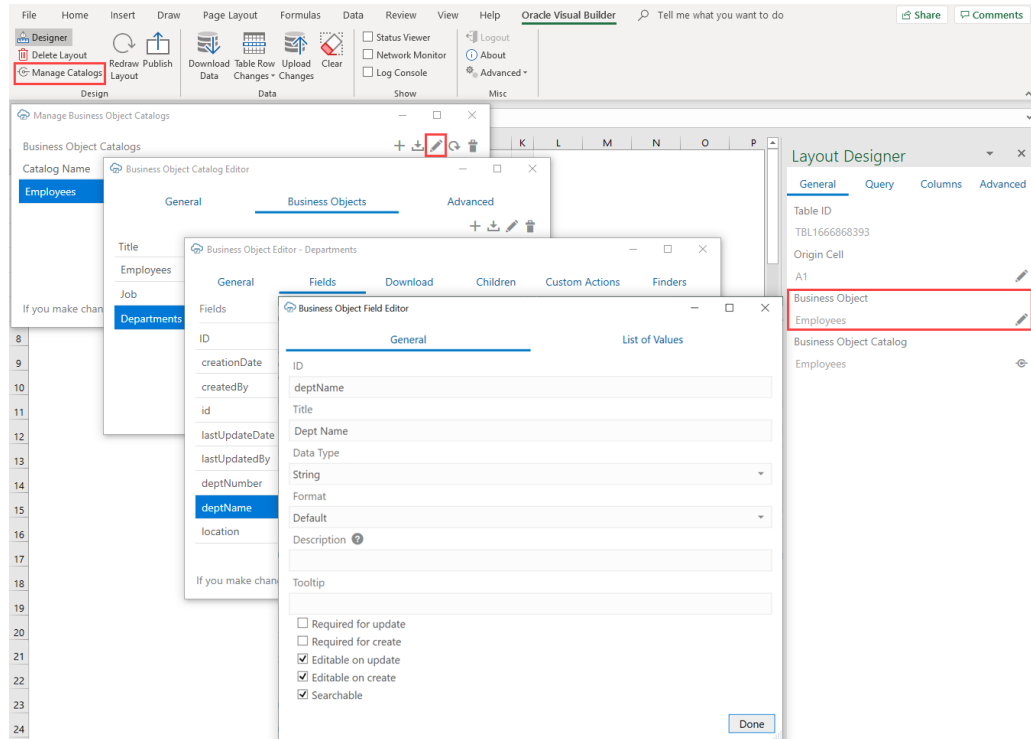 File Home Insert Draw Page Layout Formulas Data Review View Help Oracle Visual Builder Tell me what you want to do Share Comments
Designer
Delete Layout
Manage Catalogs
Redraw Layout
Publish
Design
Download Data
Table Row Changes
Upload Changes
Clear
Data
Status Viewer
Network Monitor
Log Console
Show
Logout
About
Advanced
Misc
Manage Business Object Catalogs
Business Object Catalogs
Catalog Name
Employees
If you make chan
Business Object Catalog Editor
General Business Objects Advanced
Title
Employees
Job
Departments
Business Object Editor - Departments
General Fields Download Children Custom Actions Finders
Fields
ID
creationDate
createdBy
id
lastUpdateDate
lastUpdatedBy
deptNumber
deptName
location
If you make chan
Business Object Field Editor
General List of Values
ID
deptName
Title
Dept Name
Data Type
String
Format
Default
Description ?
Tooltip
Required for update
Required for create
Editable on update
Editable on create
Searchable
Done
K L M N O P
8
9
10
11
12
13
14
15
16
17
18
19
20
21
22
23
24
Layout Designer
General Query Columns Advanced
Table ID
TBL1666868393
Origin Cell
A1
Business Object
Employees
Business Object Catalog
Employees